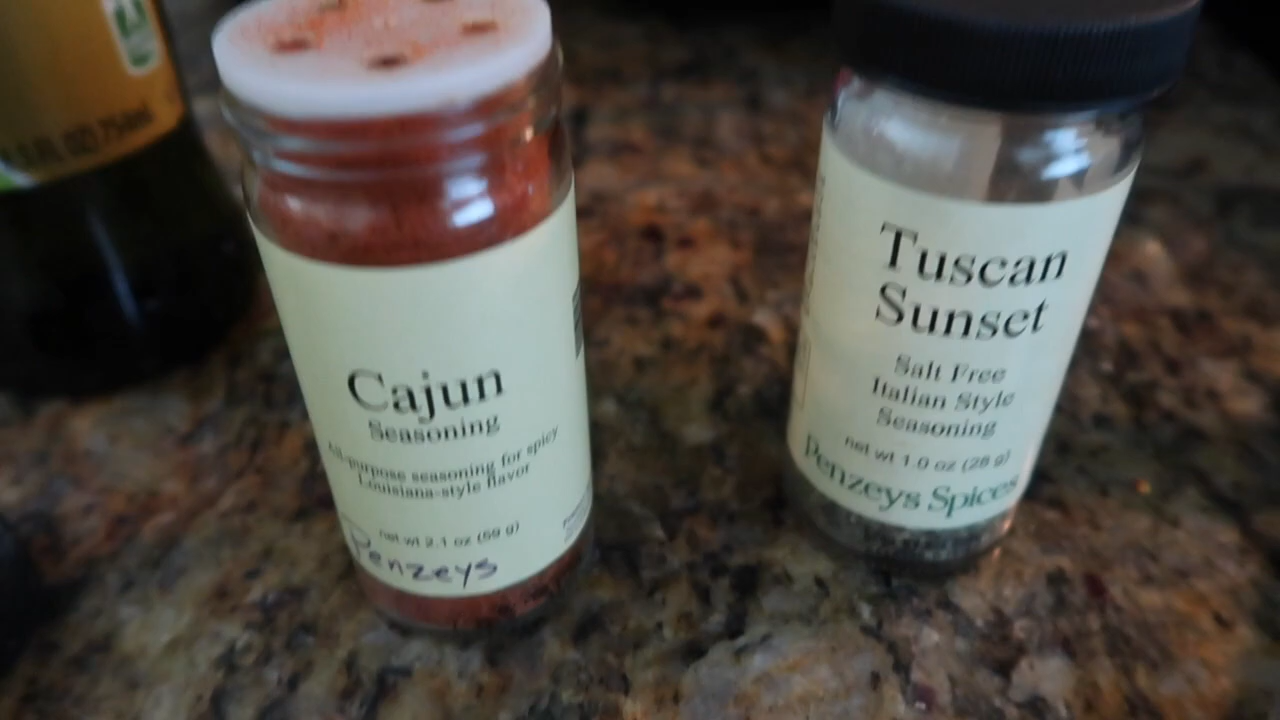 750ml
Cajun
Seasoning
All-purpose seasoning for spicy
Louisiana-style flavor
net wt 2.1 oz (59 g)
Penzeys
Tuscan
Sunset
Salt Free
Italian Style
Seasoning
net wt 1.0 oz (28 g)
Penzeys Spices